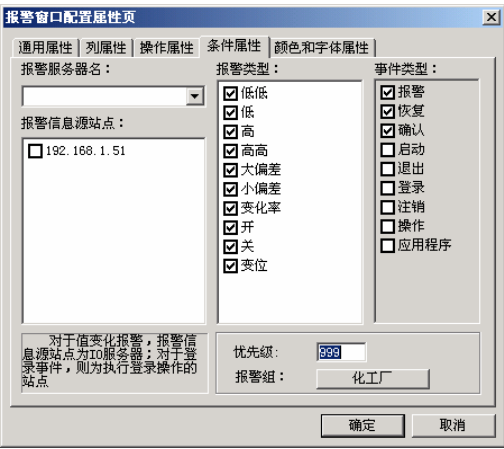 报警窗口配置属性页
通用属性 列属性 操作属性 条件属性 颜色和字体属性
报警服务器名：
报警信息源站点：
192.168.1.51
报警类型：
低低
低
高
高高
大偏差
小偏差
变化率
开
关
变位
事件类型：
报警
恢复
确认
启动
退出
登录
注销
操作
应用程序
对于值变化报警，报警信
息源站点为IO服务器；对于登
录事件，则为执行登录操作的
站点
优先级：999
报警组：化工厂
确定 取消